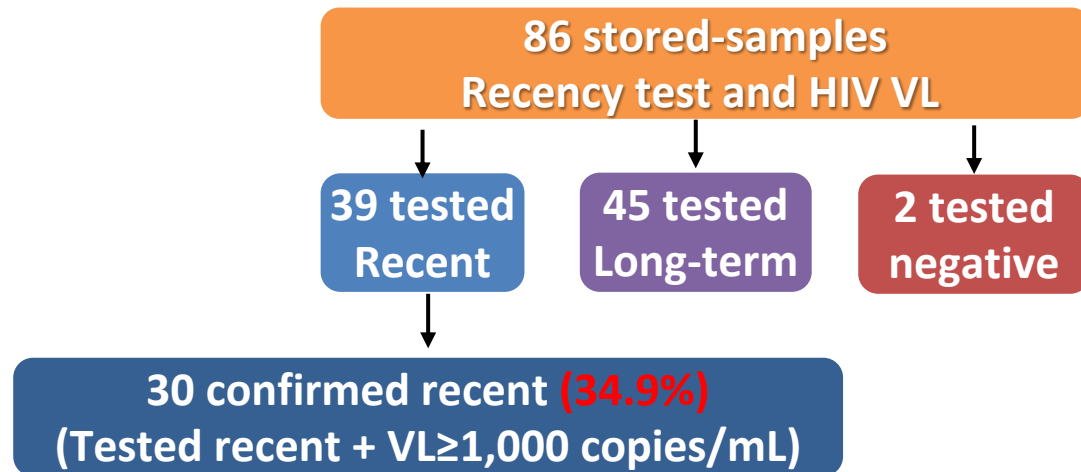 86 stored-samples
Recency test and HIV VL
39 tested
Recent
45 tested
Long-term
2 tested
negative
30 confirmed recent (34.9%)
(Tested recent + VL≥1,000 copies/mL)